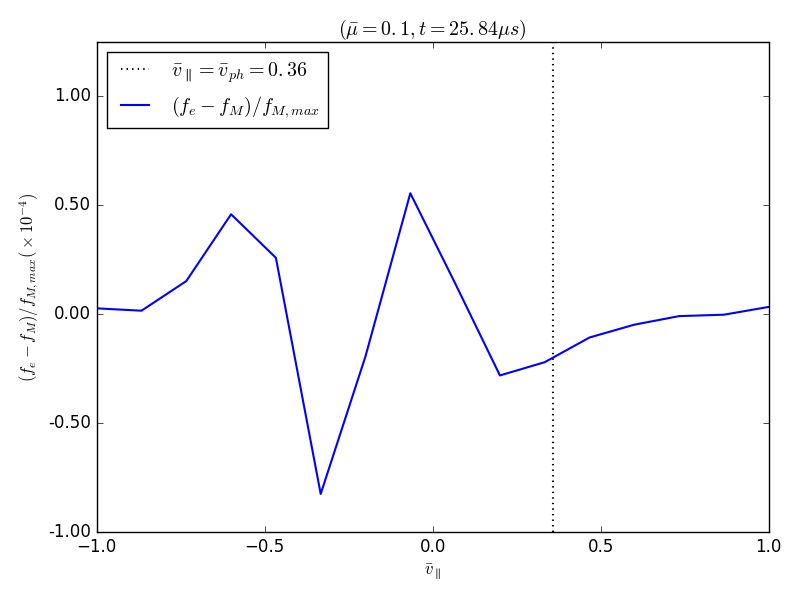 (μ̄ = 0.1, t = 25.84μs)
v̄∥ = v̄ph = 0.36
(fe − fM)/fM,max
(fe − fM)/fM,max(×10⁻⁴)
1.00
0.50
0.00
-0.50
-1.00
−1.0 −0.5 0.0 0.5 1.0
v̄∥